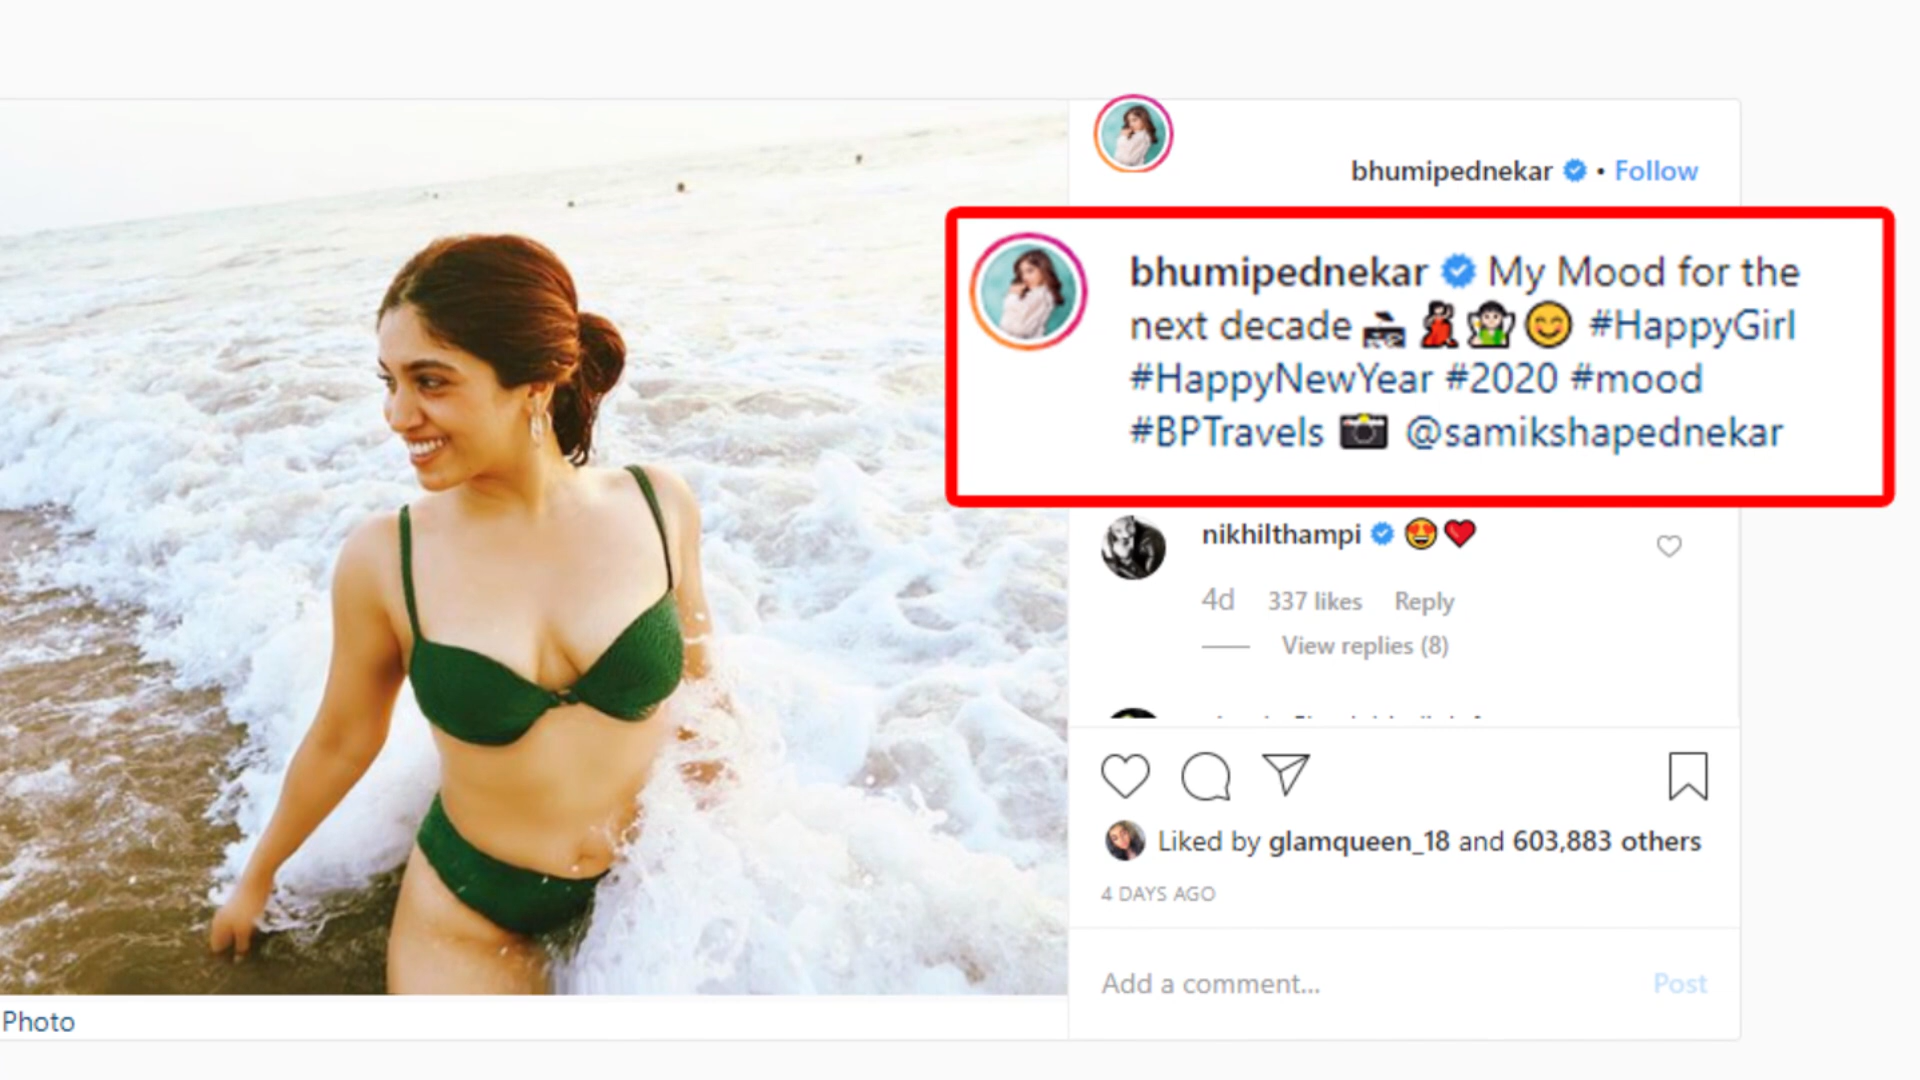 bhumipednekar • Follow
bhumipednekar My Mood for the
next decade #HappyGirl
#HappyNewYear #2020 #mood
#BPTravels @samikshapednekar
nikhilthampi 😍❤️
4d 337 likes Reply
View replies (8)
Liked by glamqueen_18 and 603,883 others
4 DAYS AGO
Add a comment... Post
Photo